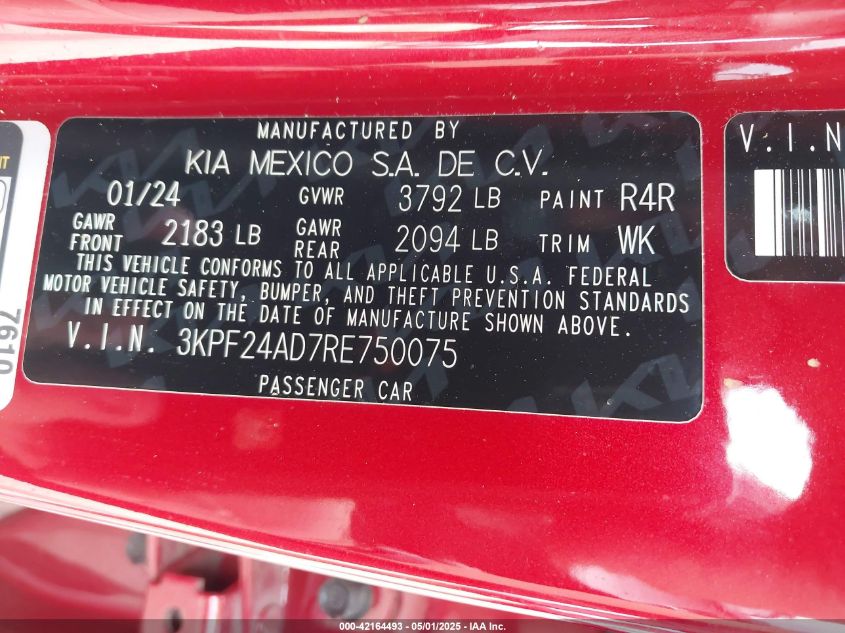 MANUFACTURED BY
KIA MEXICO S.A. DE C.V.
01/24 GVWR 3792 LB PAINT R4R
GAWR FRONT 2183 LB GAWR REAR 2094 LB TRIM WK
THIS VEHICLE CONFORMS TO ALL APPLICABLE U.S.A. FEDERAL
MOTOR VEHICLE SAFETY, BUMPER, AND THEFT PREVENTION STANDARDS
IN EFFECT ON THE DATE OF MANUFACTURE SHOWN ABOVE.
V.I.N. 3KPF24AD7RE750075
PASSENGER CAR
V.I.N
7610
000-42164493 - 05/01/2025 - IAA Inc.